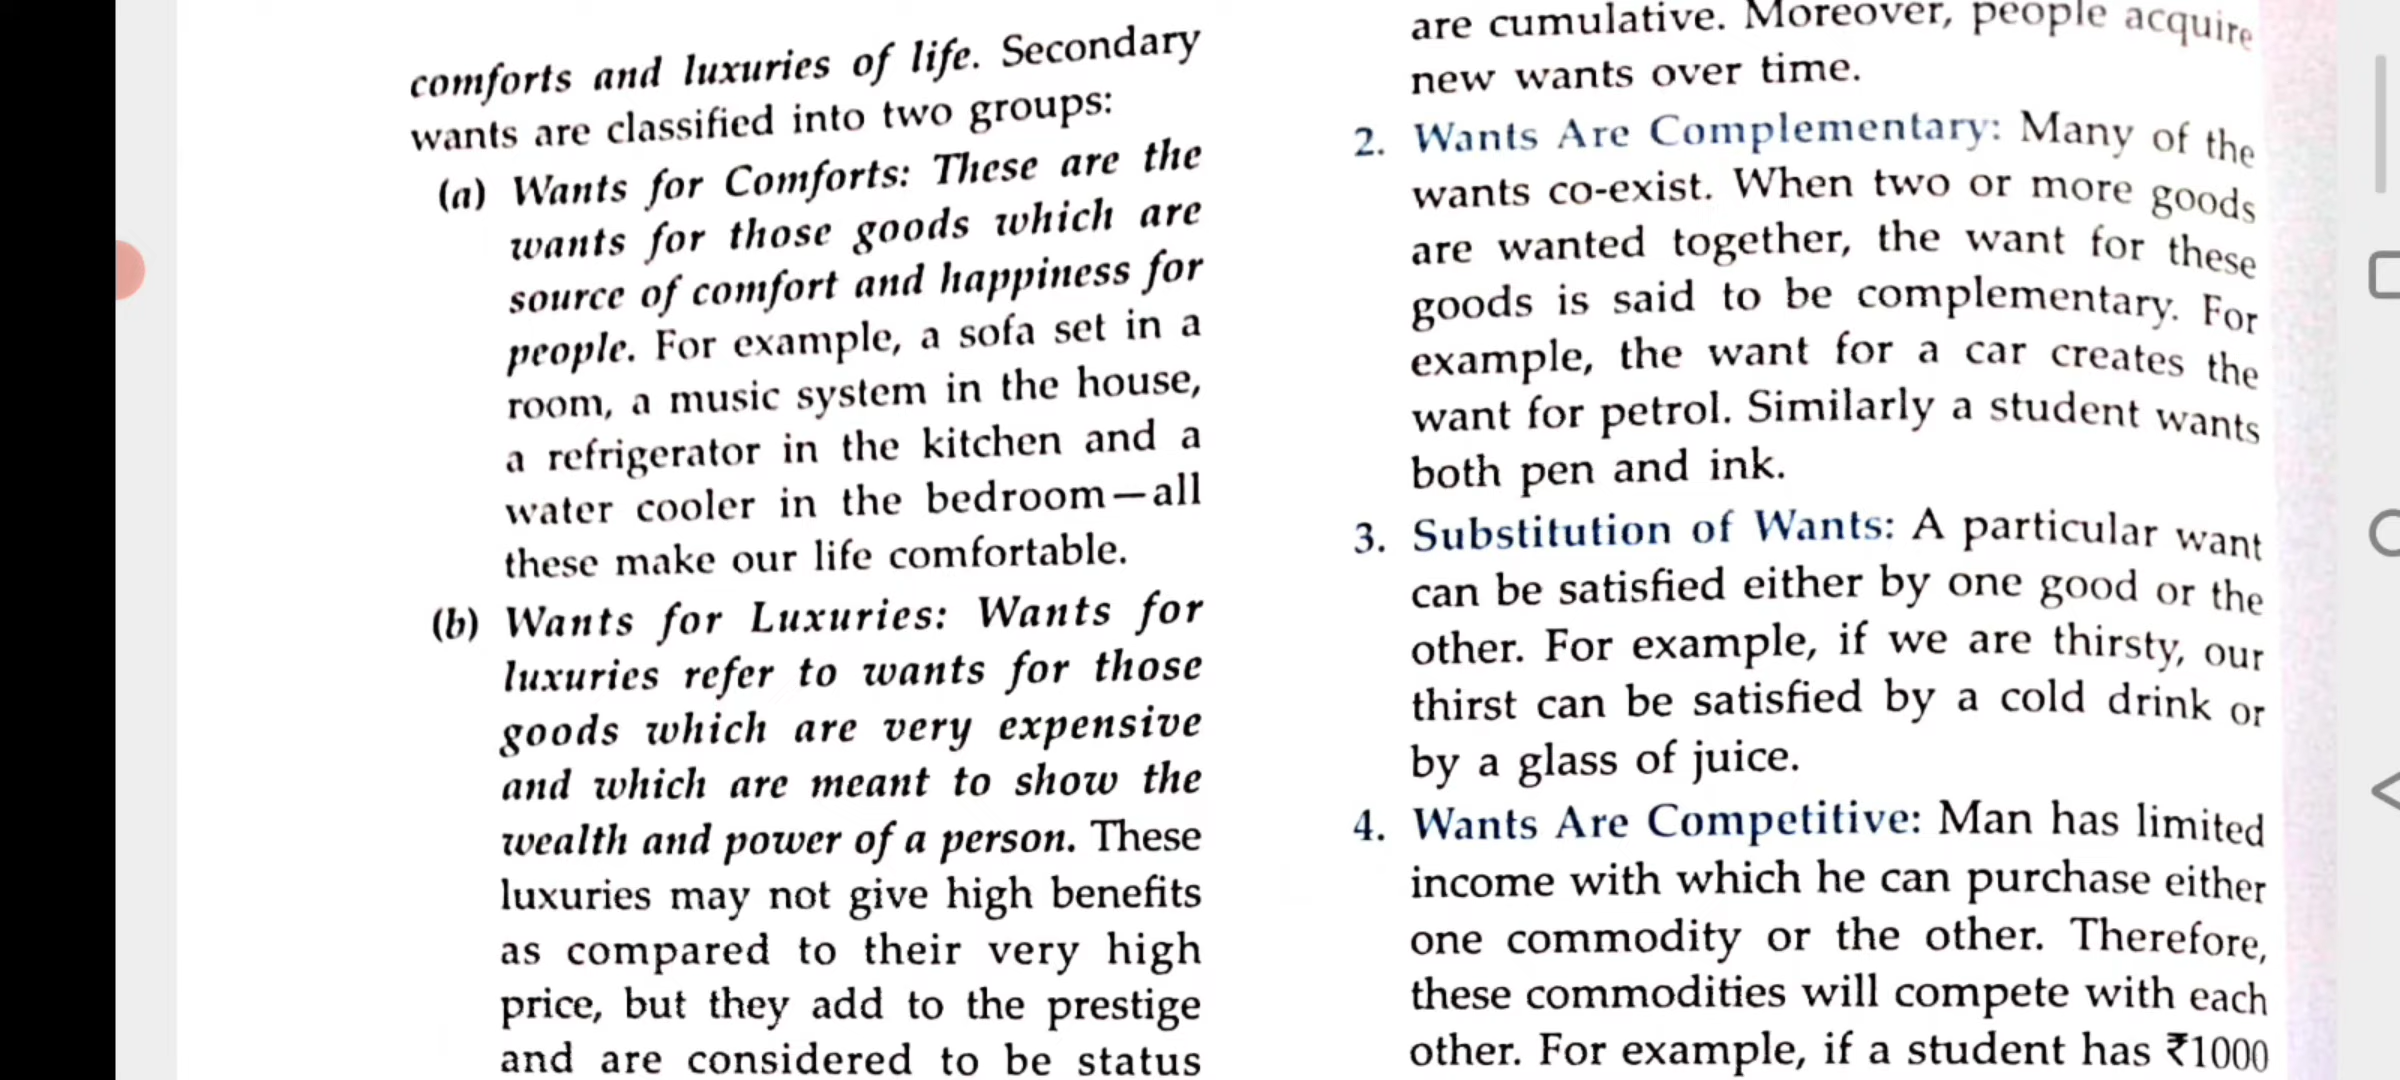 comforts and luxuries of life. Secondary
wants are classified into two groups:
(a) Wants for Comforts: These are the
wants for those goods which are
source of comfort and happiness for
people. For example, a sofa set in a
room, a music system in the house,
a refrigerator in the kitchen and a
water cooler in the bedroom—all
these make our life comfortable.
(b) Wants for Luxuries: Wants for
luxuries refer to wants for those
goods which are very expensive
and which are meant to show the
wealth and power of a person. These
luxuries may not give high benefits
as compared to their very high
price, but they add to the prestige
and are considered to be status
are cumulative. Moreover, people acquire
new wants over time.
2. Wants Are Complementary: Many of the
wants co-exist. When two or more goods
are wanted together, the want for these
goods is said to be complementary. For
example, the want for a car creates the
want for petrol. Similarly a student wants
both pen and ink.
3. Substitution of Wants: A particular want
can be satisfied either by one good or the
other. For example, if we are thirsty, our
thirst can be satisfied by a cold drink or
by a glass of juice.
4. Wants Are Competitive: Man has limited
income with which he can purchase either
one commodity or the other. Therefore,
these commodities will compete with each
other. For example, if a student has ₹1000